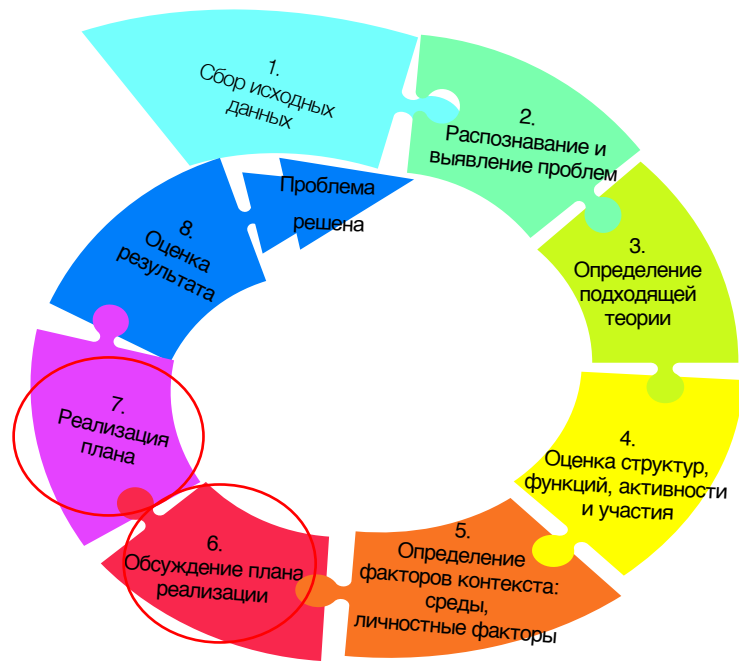 1.
Сбор исходных
данных
2.
Распознавание и
выявление проблем
3.
Определение
подходящей
теории
4.
Оценка структур,
функций, активности
и участия
5.
Определение
факторов контекста:
среды,
личностные факторы
6.
Обсуждение плана
реализации
7.
Реализация
плана
8.
Оценка
результата
Проблема
решена